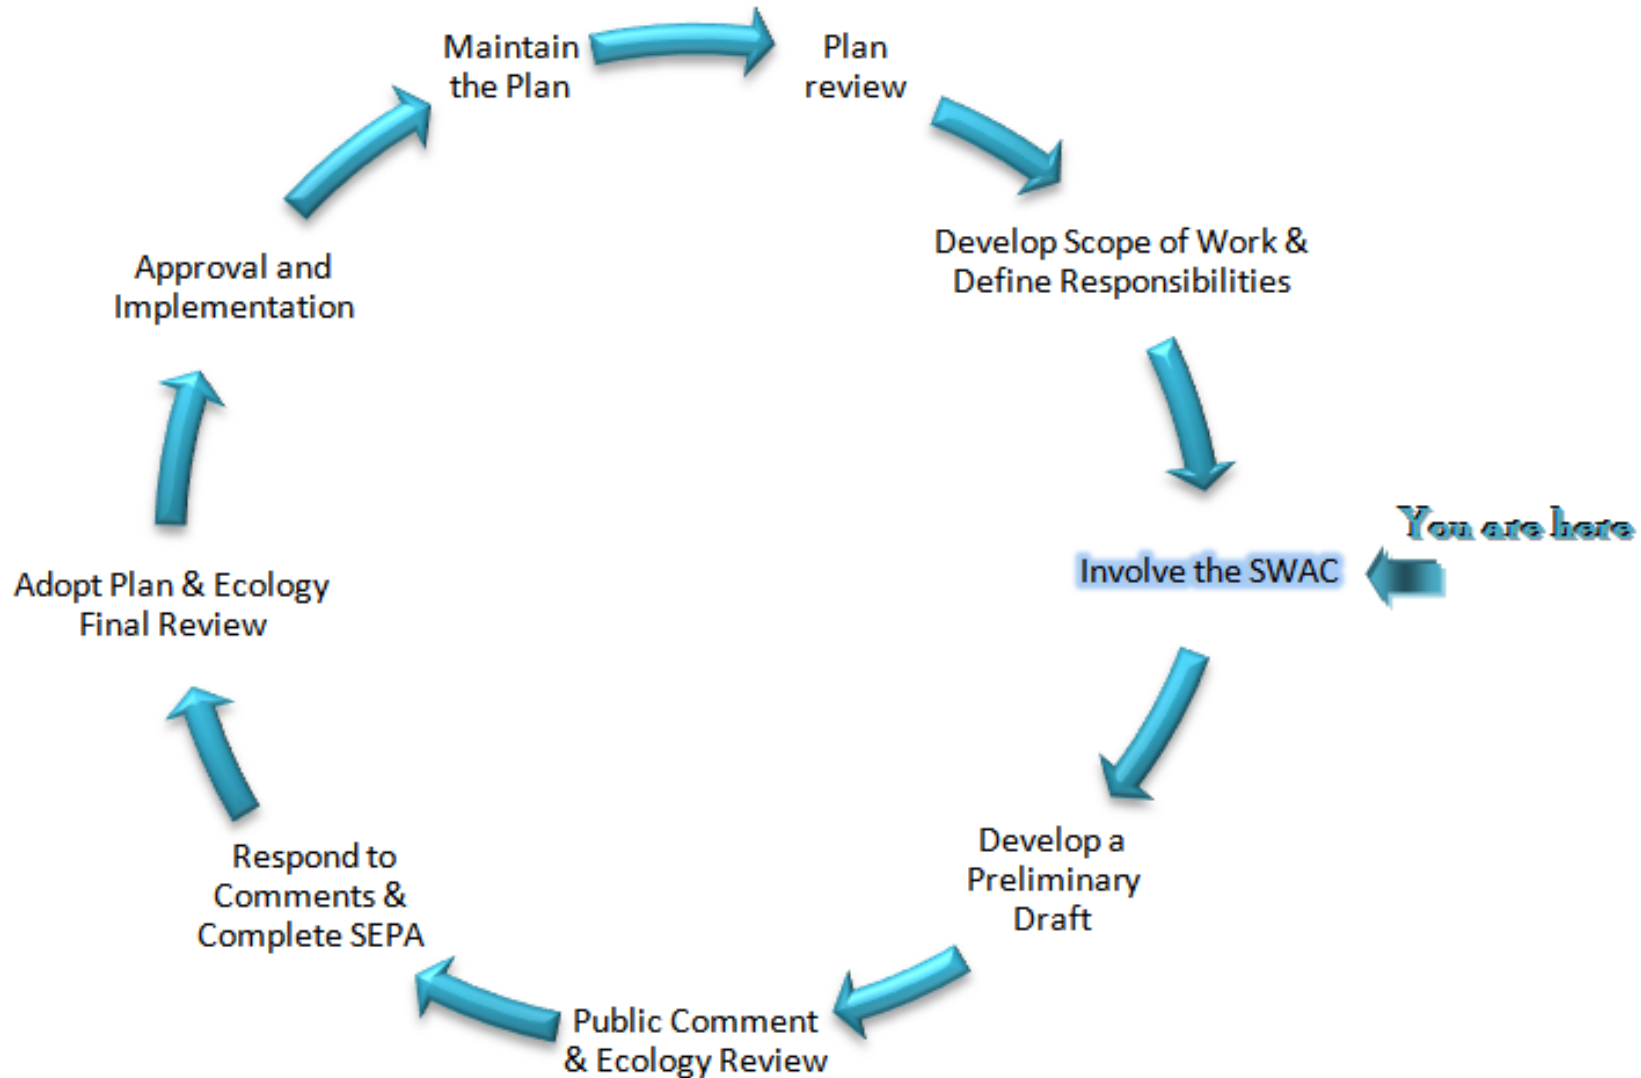 Maintain
the Plan
Plan
review
Develop Scope of Work &
Define Responsibilities
You are here
Involve the SWAC
Develop a
Preliminary
Draft
Public Comment
& Ecology Review
Respond to
Comments &
Complete SEPA
Adopt Plan & Ecology
Final Review
Approval and
Implementation